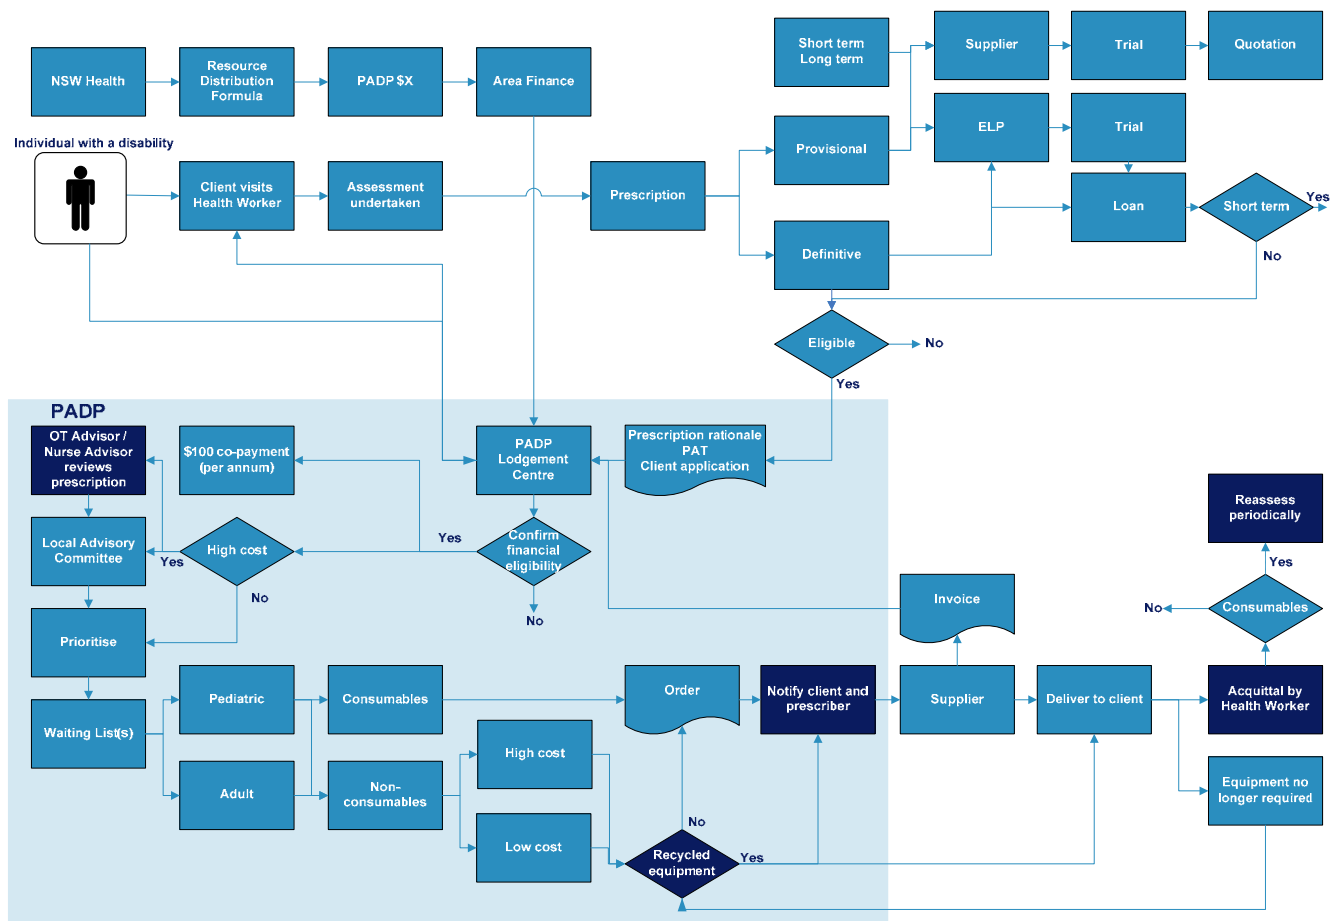 Short term
Long term
Supplier
Trial
Quotation
NSW Health
Resource
Distribution
Formula
PADP $X
Area Finance
Provisional
ELP
Trial
Individual with a disability
Client visits
Health Worker
Assessment
undertaken
Prescription
Loan
Short term
Yes
No
Definitive
Eligible
No
Yes
PADP
OT Advisor /
Nurse Advisor
reviews
prescription
$100 co-payment
(per annum)
PADP
Lodgement
Centre
Prescription rationale
PAT
Client application
Reassess
periodically
Local Advisory
Committee
Yes
High cost
Yes
Confirm
financial
eligibility
No
No
Invoice
Yes
No
Consumables
Prioritise
Pediatric
Consumables
Order
Notify client and
prescriber
Supplier
Deliver to client
Acquittal by
Health Worker
Waiting List(s)
High cost
Adult
Non-
consumables
Equipment no
longer required
No
Low cost
Recycled
equipment
Yes